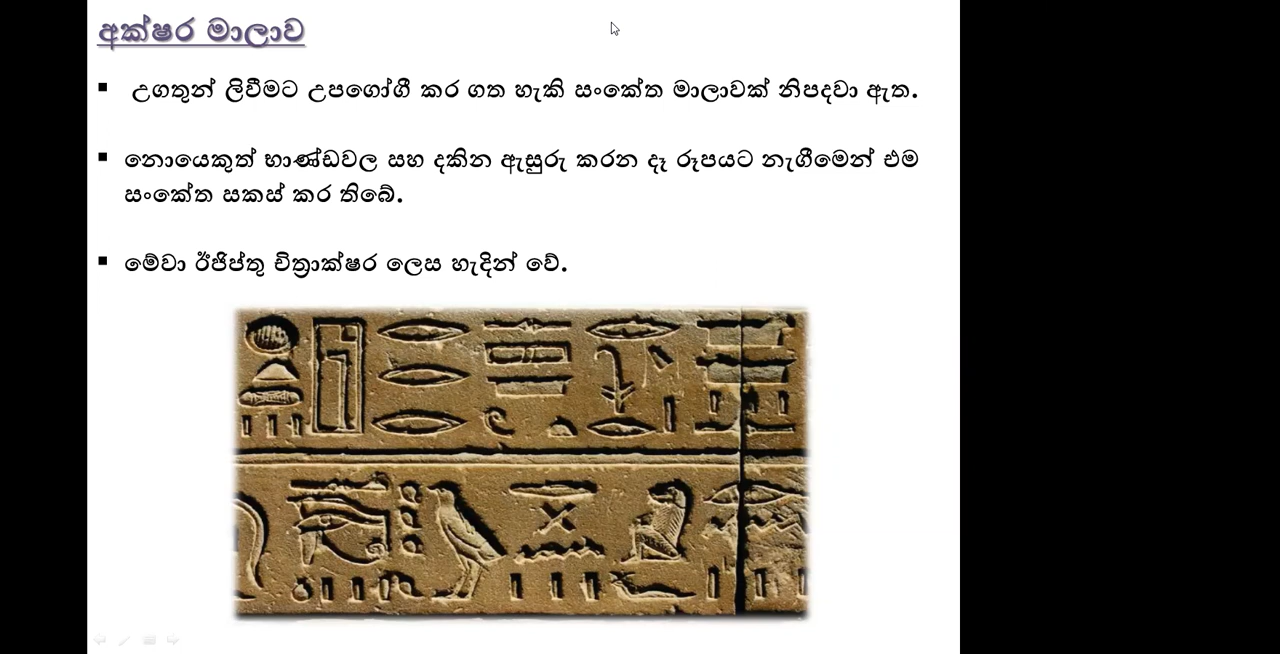 අක්ෂර මාලාව
▪ උගතුන් ලිවීමට උපගෝගී කර ගත හැකි සංකේත මාලාවක් නිපදවා ඇත.
▪ නොයෙකුත් භාණ්ඩවල සහ දකින ඇසුරු කරන දෑ රූපයට නැගීමෙන් එම
සංකේත සකස් කර තිබේ.
▪ මේවා ඊජිප්තු චිත්‍රාක්ෂර ලෙස හැදින් වේ.